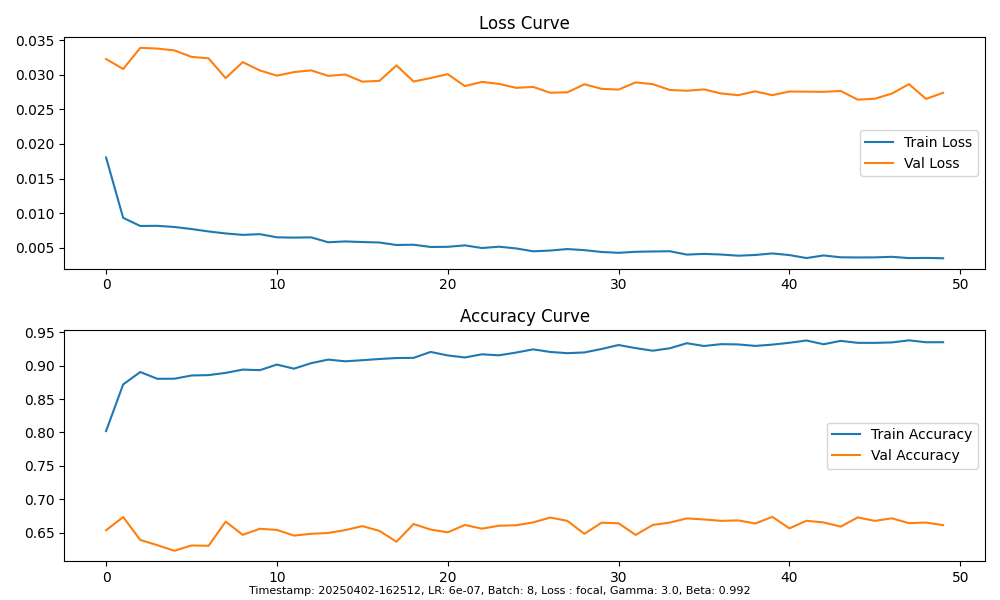 Loss Curve
0.035
0.030
0.025
0.020
0.015
0.010
0.005
Train Loss
Val Loss
0 10 20 30 40 50
Accuracy Curve
0.95
0.90
0.85
0.80
0.75
0.70
0.65
Train Accuracy
Val Accuracy
0 10 20 30 40 50
Timestamp: 20250402-162512, LR: 6e-07, Batch: 8, Loss : focal, Gamma: 3.0, Beta: 0.992